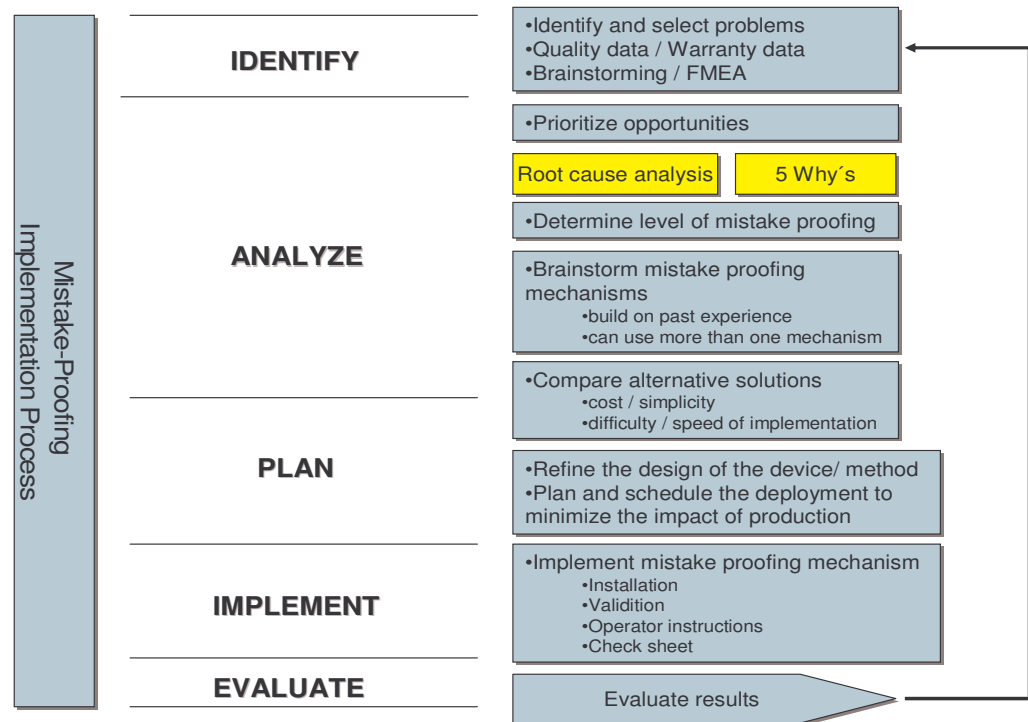 Mistake-Proofing
Implementation Process
IDENTIFY
•Identify and select problems
•Quality data / Warranty data
•Brainstorming / FMEA
ANALYZE
•Prioritize opportunities
Root cause analysis
5 Why´s
•Determine level of mistake proofing
•Brainstorm mistake proofing
mechanisms
•build on past experience
•can use more than one mechanism
•Compare alternative solutions
•cost / simplicity
•difficulty / speed of implementation
PLAN
•Refine the design of the device/ method
•Plan and schedule the deployment to
minimize the impact of production
IMPLEMENT
•Implement mistake proofing mechanism
•Installation
•Validition
•Operator instructions
•Check sheet
EVALUATE
Evaluate results